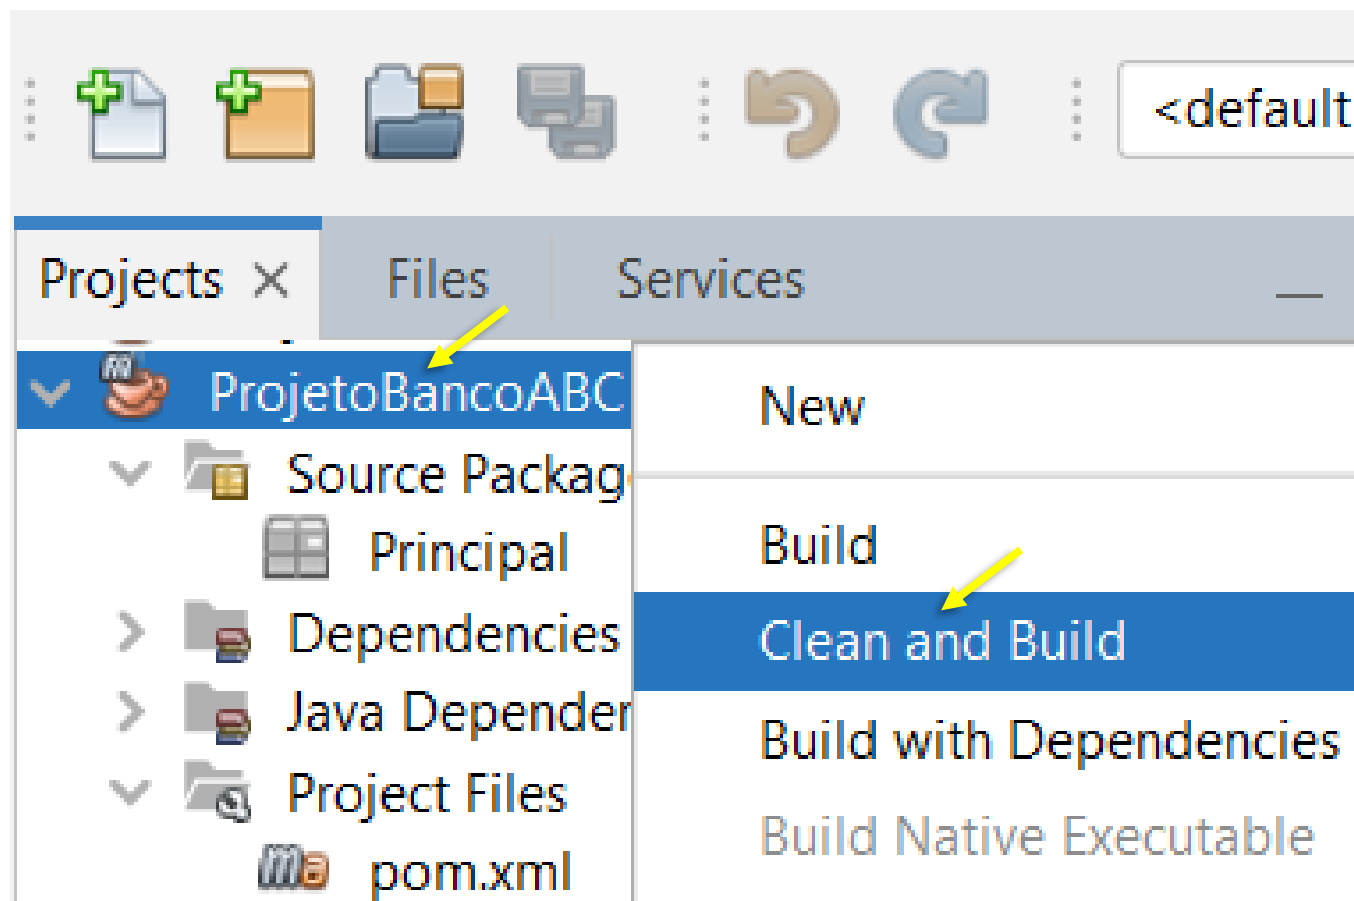 <default
Projects Files Services
ProjetoBancoABC
Source Packag
Principal
Dependencies
Java Depender
Project Files
pom.xml
New
Build
Clean and Build
Build with Dependencies
Build Native Executable